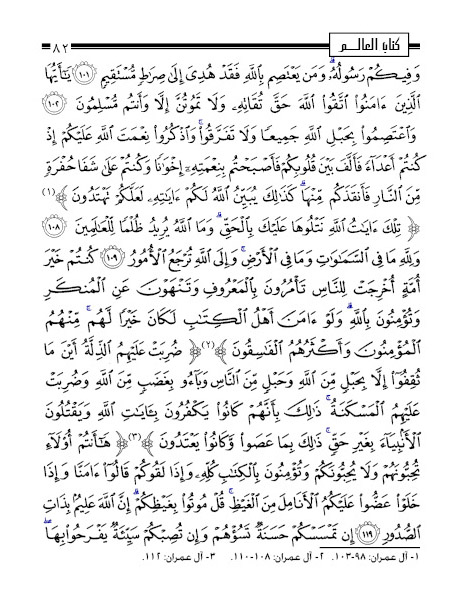 كتاب العالم ٨٢
وَفِيكُمْ رَسُولُهُۥ ۗ وَمَن يَعْتَصِم بِٱللَّهِ فَقَدْ هُدِىَ إِلَىٰ صِرَٰطٍ مُّسْتَقِيمٍ ١٠١ يَـٰٓأَيُّهَا
ٱلَّذِينَ ءَامَنُوا۟ ٱتَّقُوا۟ ٱللَّهَ حَقَّ تُقَاتِهِۦ وَلَا تَمُوتُنَّ إِلَّا وَأَنتُم مُّسْلِمُونَ ١٠٢
وَٱعْتَصِمُوا۟ بِحَبْلِ ٱللَّهِ جَمِيعًا وَلَا تَفَرَّقُوا۟ ۚ وَٱذْكُرُوا۟ نِعْمَتَ ٱللَّهِ عَلَيْكُمْ إِذْ
كُنتُمْ أَعْدَآءً فَأَلَّفَ بَيْنَ قُلُوبِكُمْ فَأَصْبَحْتُم بِنِعْمَتِهِۦٓ إِخْوَٰنًا وَكُنتُمْ عَلَىٰ شَفَا حُفْرَةٍ
مِّنَ ٱلنَّارِ فَأَنقَذَكُم مِّنْهَا ۗ كَذَٰلِكَ يُبَيِّنُ ٱللَّهُ لَكُمْ ءَايَـٰتِهِۦ لَعَلَّكُمْ تَهْتَدُونَ ﴾ (١)
﴿ تِلْكَ ءَايَـٰتُ ٱللَّهِ نَتْلُوهَا عَلَيْكَ بِٱلْحَقِّ ۗ وَمَا ٱللَّهُ يُرِيدُ ظُلْمًا لِّلْعَـٰلَمِينَ ١٠٨
وَلِلَّهِ مَا فِى ٱلسَّمَـٰوَٰتِ وَمَا فِى ٱلْأَرْضِ ۚ وَإِلَى ٱللَّهِ تُرْجَعُ ٱلْأُمُورُ ١٠٩ كُنتُمْ خَيْرَ
أُمَّةٍ أُخْرِجَتْ لِلنَّاسِ تَأْمُرُونَ بِٱلْمَعْرُوفِ وَتَنْهَوْنَ عَنِ ٱلْمُنكَرِ
وَتُؤْمِنُونَ بِٱللَّهِ ۗ وَلَوْ ءَامَنَ أَهْلُ ٱلْكِتَـٰبِ لَكَانَ خَيْرًا لَّهُم ۚ مِّنْهُمُ
ٱلْمُؤْمِنُونَ وَأَكْثَرُهُمُ ٱلْفَـٰسِقُونَ ﴾ (٢) ﴿ ضُرِبَتْ عَلَيْهِمُ ٱلذِّلَّةُ أَيْنَ مَا
ثُقِفُوٓا۟ إِلَّا بِحَبْلٍ مِّنَ ٱللَّهِ وَحَبْلٍ مِّنَ ٱلنَّاسِ وَبَآءُو بِغَضَبٍ مِّنَ ٱللَّهِ وَضُرِبَتْ
عَلَيْهِمُ ٱلْمَسْكَنَةُ ۚ ذَٰلِكَ بِأَنَّهُمْ كَانُوا۟ يَكْفُرُونَ بِـَٔايَـٰتِ ٱللَّهِ وَيَقْتُلُونَ
ٱلْأَنۢبِيَآءَ بِغَيْرِ حَقٍّ ۚ ذَٰلِكَ بِمَا عَصَوا۟ وَّكَانُوا۟ يَعْتَدُونَ ﴾ (٣) ﴿ هَـٰٓأَنتُمْ أُو۟لَآءِ
تُحِبُّونَهُمْ وَلَا يُحِبُّونَكُمْ وَتُؤْمِنُونَ بِٱلْكِتَـٰبِ كُلِّهِۦ وَإِذَا لَقُوكُمْ قَالُوٓا۟ ءَامَنَّا وَإِذَا
خَلَوْا۟ عَضُّوا۟ عَلَيْكُمُ ٱلْأَنَامِلَ مِنَ ٱلْغَيْظِ ۚ قُلْ مُوتُوا۟ بِغَيْظِكُمْ ۗ إِنَّ ٱللَّهَ عَلِيمٌۢ بِذَاتِ
ٱلصُّدُورِ ١١٩ إِن تَمْسَسْكُمْ حَسَنَةٌ تَسُؤْهُمْ وَإِن تُصِبْكُمْ سَيِّئَةٌ يَفْرَحُوا۟ بِهَا ۖ
١- آل عمران: ٩٨-١٠٣. ٢- آل عمران: ١٠٨-١١٠. ٣- آل عمران: ١١٢.